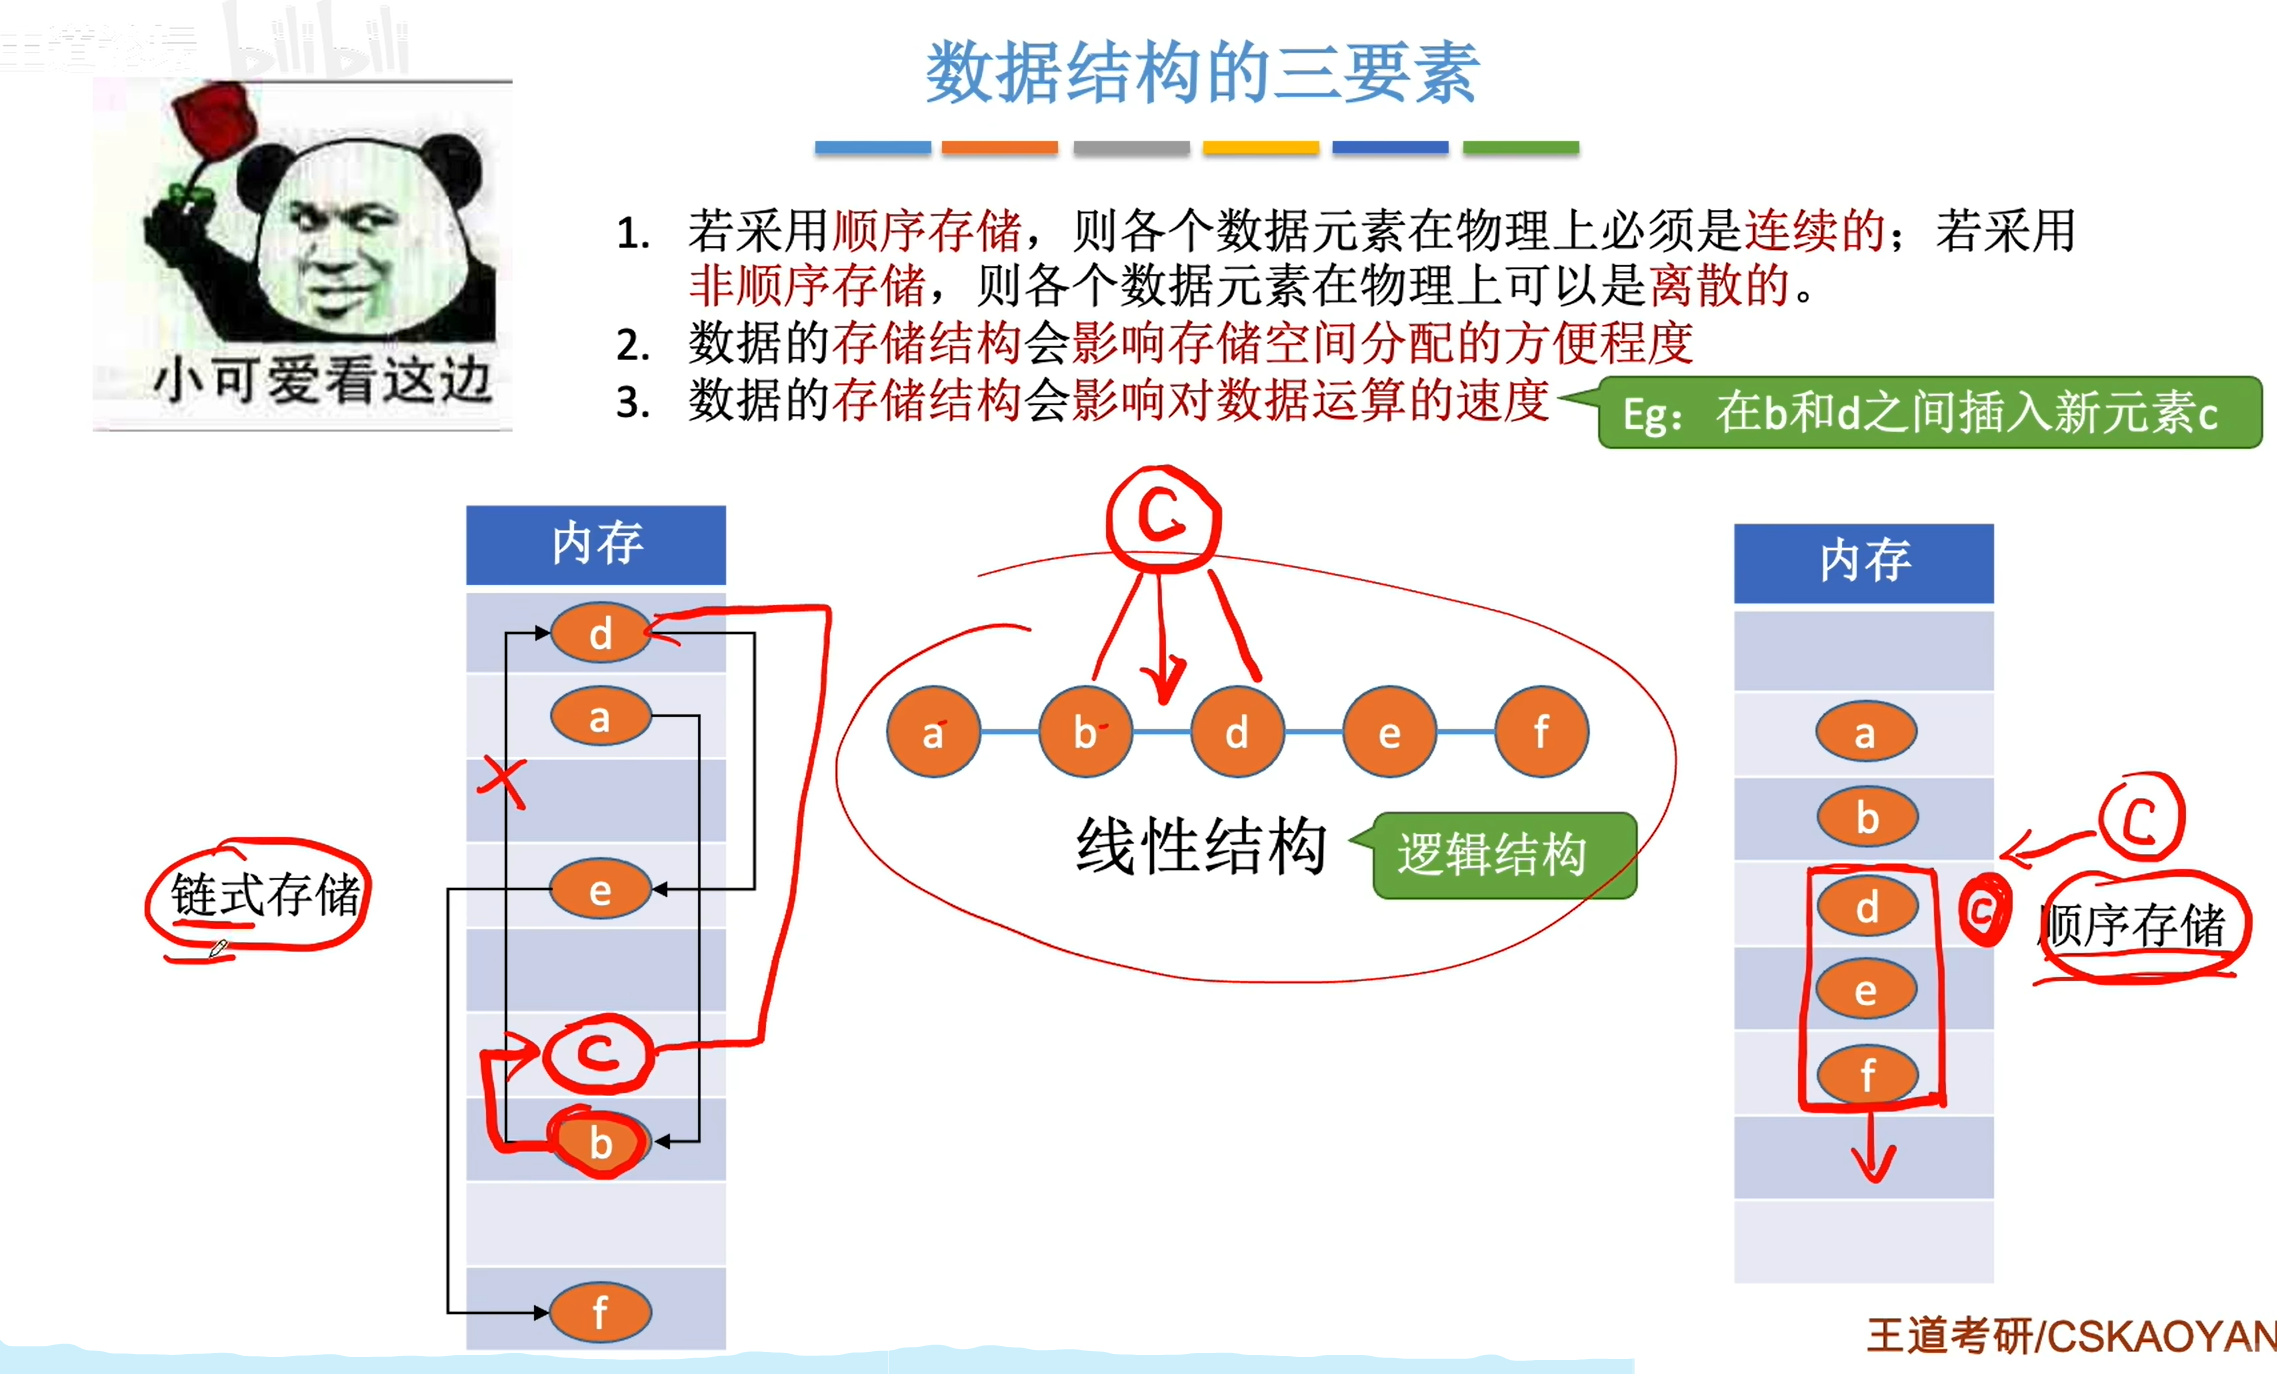 王道论坛 bilibili
数据结构的三要素
小可爱看这边
1. 若采用顺序存储，则各个数据元素在物理上必须是连续的；若采用
非顺序存储，则各个数据元素在物理上可以是离散的。
2. 数据的存储结构会影响存储空间分配的方便程度
3. 数据的存储结构会影响对数据运算的速度
Eg：在b和d之间插入新元素c
内存
d
a
e
C
b
f
链式存储
C
a b d e f
线性结构
逻辑结构
内存
a
b
d
e
f
C
C
顺序存储
王道考研/CSKAOYAN